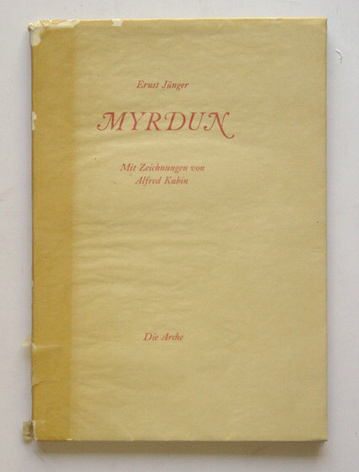 Ernst Jünger
MYRDUN
Mit Zeichnungen von
Alfred Kubin
Die Arche